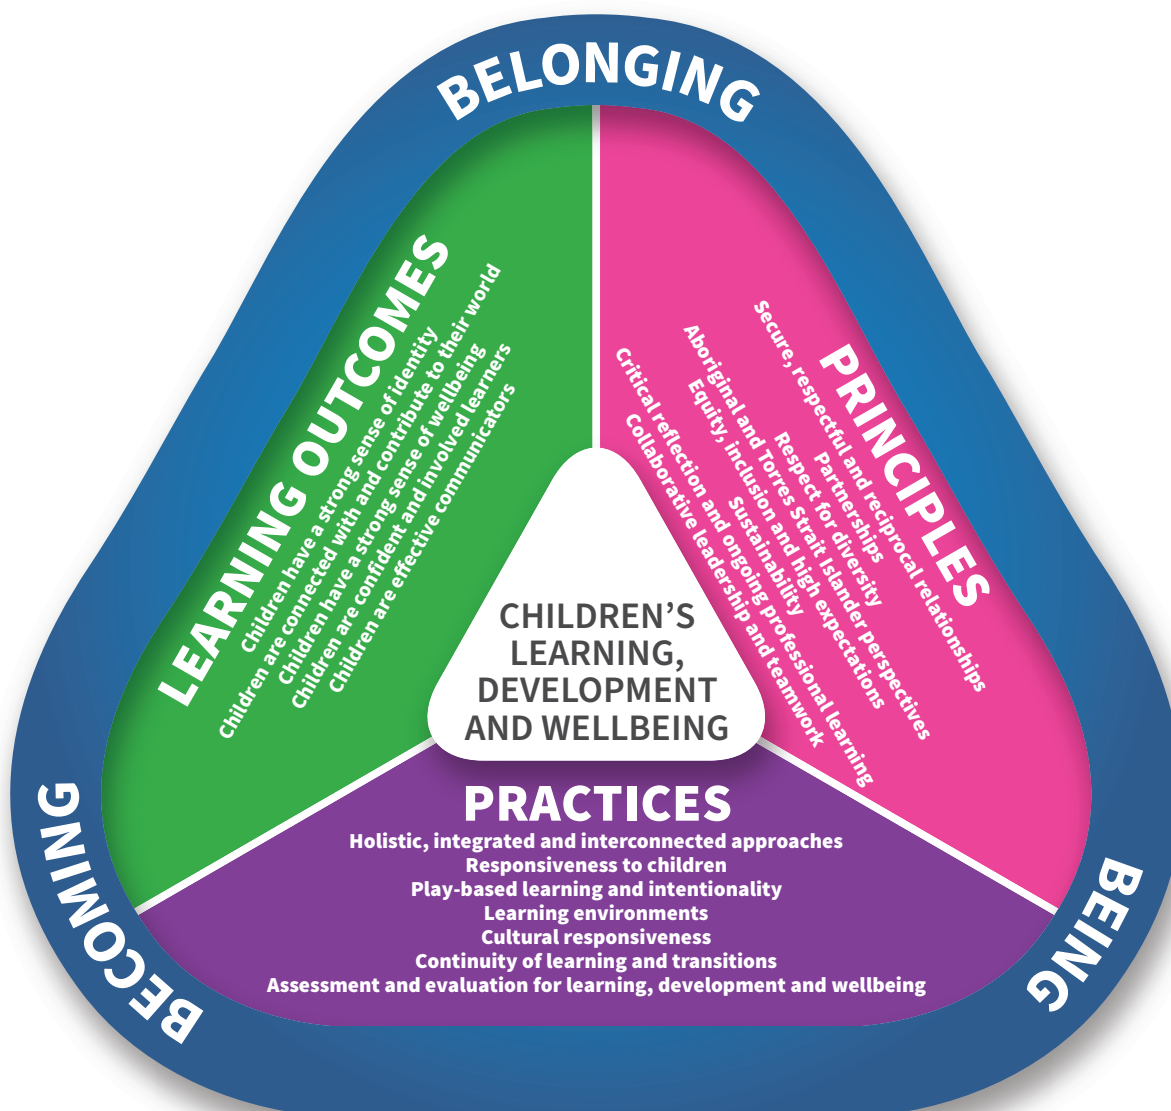 BELONGING
LEARNING OUTCOMES
Children have a strong sense of identity
Children are connected with and contribute to their world
Children have a strong sense of wellbeing
Children are confident and involved learners
Children are effective communicators
PRINCIPLES
Secure, respectful and reciprocal relationships
Partnerships
Respect for diversity
Aboriginal and Torres Strait Islander perspectives
Equity, inclusion and high expectations
Sustainability
Critical reflection and ongoing professional learning
Collaborative leadership and teamwork
CHILDREN’S
LEARNING,
DEVELOPMENT
AND WELLBEING
PRACTICES
Holistic, integrated and interconnected approaches
Responsiveness to children
Play-based learning and intentionality
Learning environments
Cultural responsiveness
Continuity of learning and transitions
Assessment and evaluation for learning, development and wellbeing
BECOMING
BEING